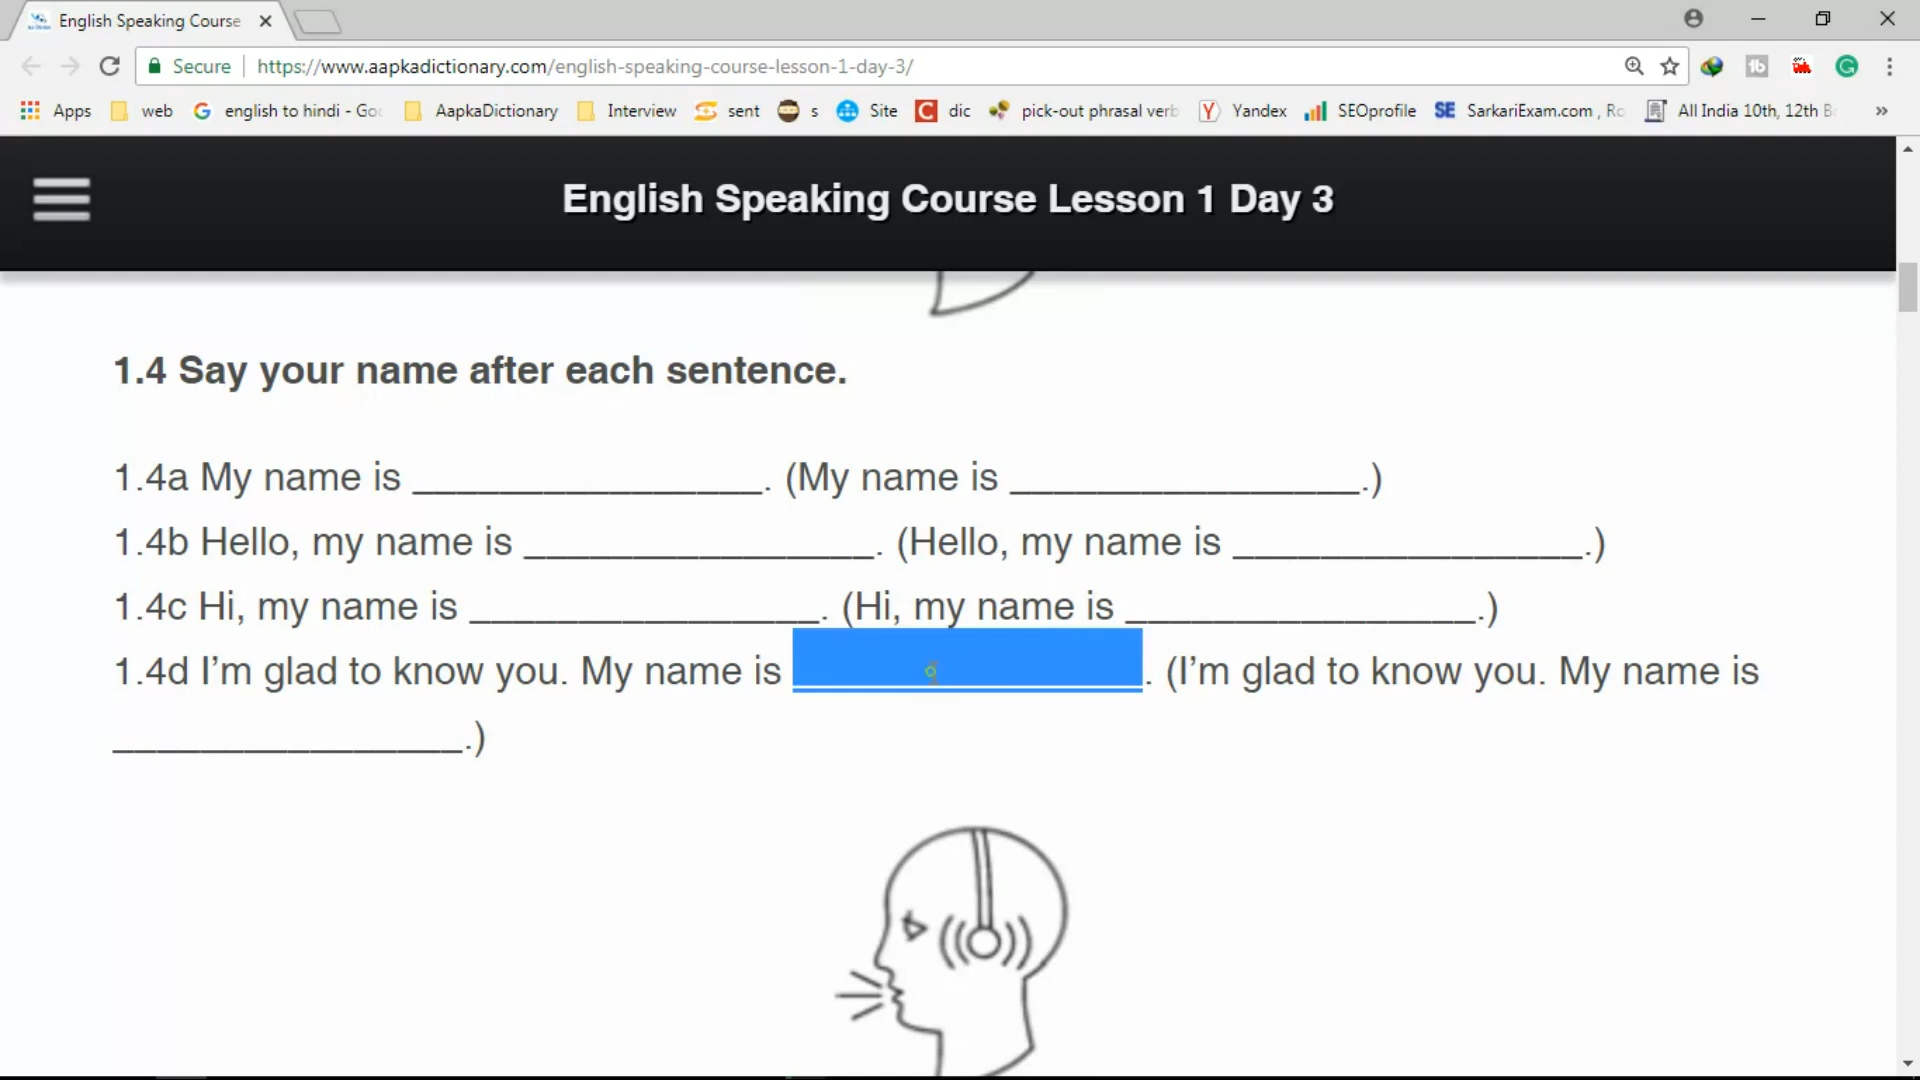 English Speaking Course
Secure https://www.aapkadictionary.com/english-speaking-course-lesson-1-day-3/
Apps web english to hindi - Goo AapkaDictionary Interview sent s Site dic pick-out phrasal verb Yandex SEOprofile SarkariExam.com , Ro All India 10th, 12th B »
English Speaking Course Lesson 1 Day 3
1.4 Say your name after each sentence.
1.4a My name is ________________. (My name is ________________.)
1.4b Hello, my name is ________________. (Hello, my name is ________________.)
1.4c Hi, my name is ________________. (Hi, my name is ________________.)
1.4d I’m glad to know you. My name is ________________. (I’m glad to know you. My name is
________________.)